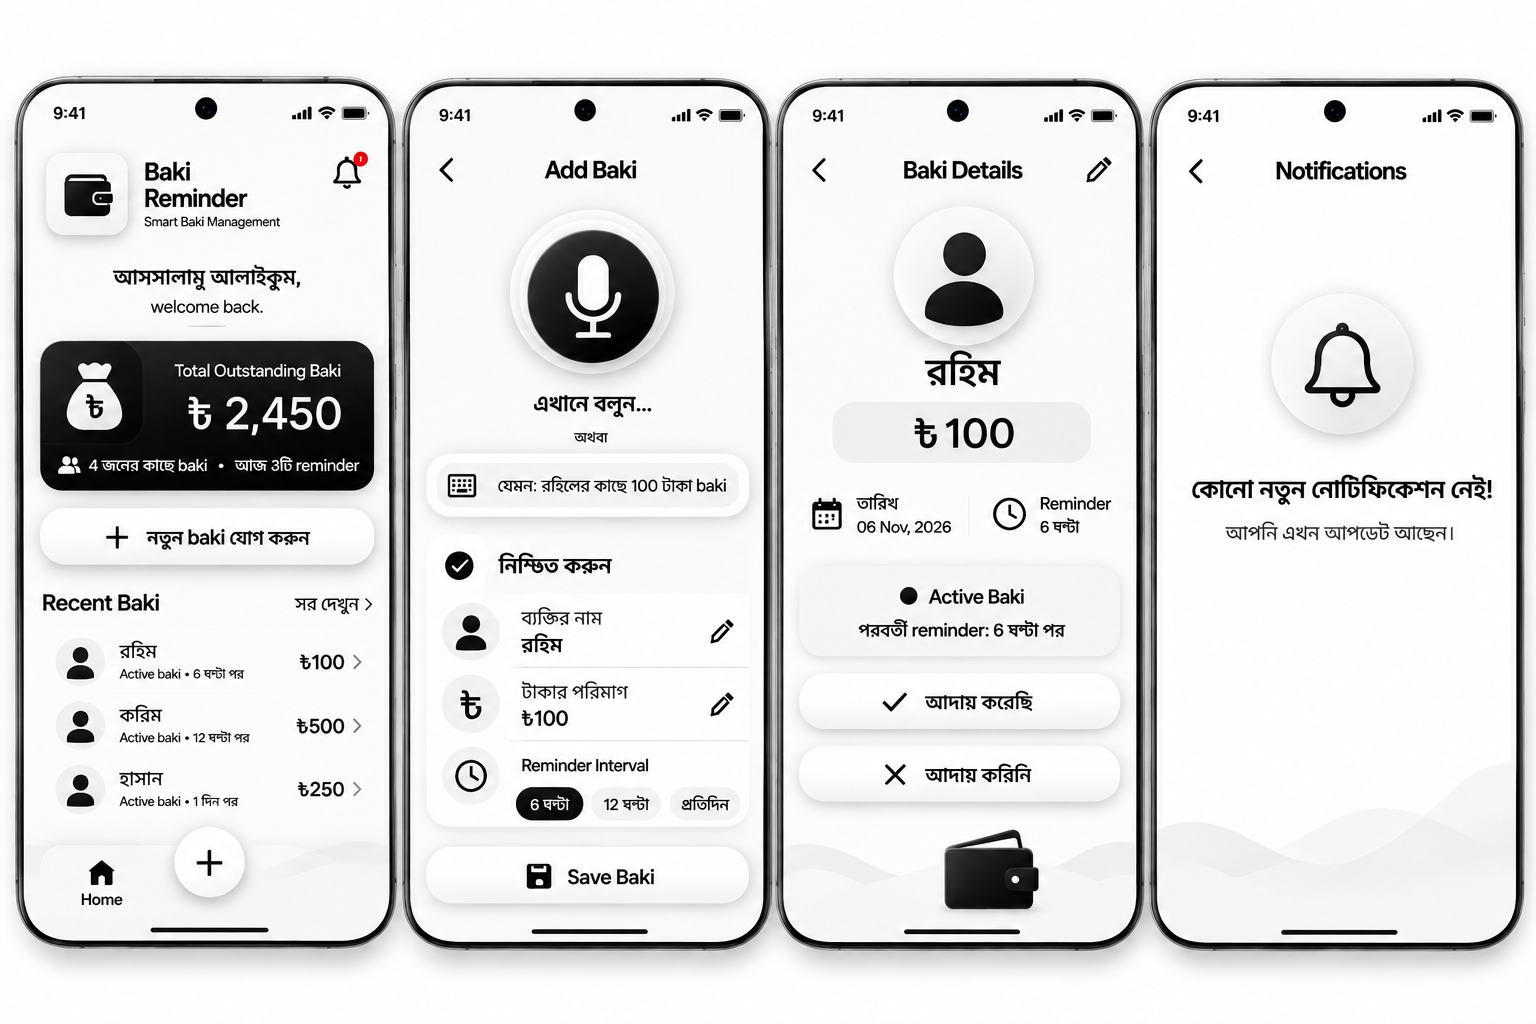 9:41
Baki
Reminder
Smart Baki Management
আসসালামু আলাইকুম,
welcome back.
Total Outstanding Baki
৳ 2,450
4 জনের কাছে baki • আজ 3টি reminder
নতুন baki যোগ করুন
Recent Baki
সর দেখুন
রহিম
Active baki • 6 ঘন্টা পর
৳100
করিম
Active baki • 12 ঘন্টা পর
৳500
হাসান
Active baki • 1 দিন পর
৳250
Home
9:41
Add Baki
এখানে বলুন...
অথবা
যেমন: রহিলের কাছে 100 টাকা baki
নিশ্চিত করুন
ব্যক্তির নাম
রহিম
টাকার পরিমাগ
৳100
Reminder Interval
6 ঘন্টা
12 ঘন্টা
প্রতিদিন
Save Baki
9:41
Baki Details
রহিম
৳ 100
তারিখ
06 Nov, 2026
Reminder
6 ঘন্টা
Active Baki
পরবর্তী reminder: 6 ঘন্টা পর
আদায় করেছি
আদায় করিনি
9:41
Notifications
কোনো নতুন নোটিফিকেশন নেই!
আপনি এখন আপডেট আছেন।